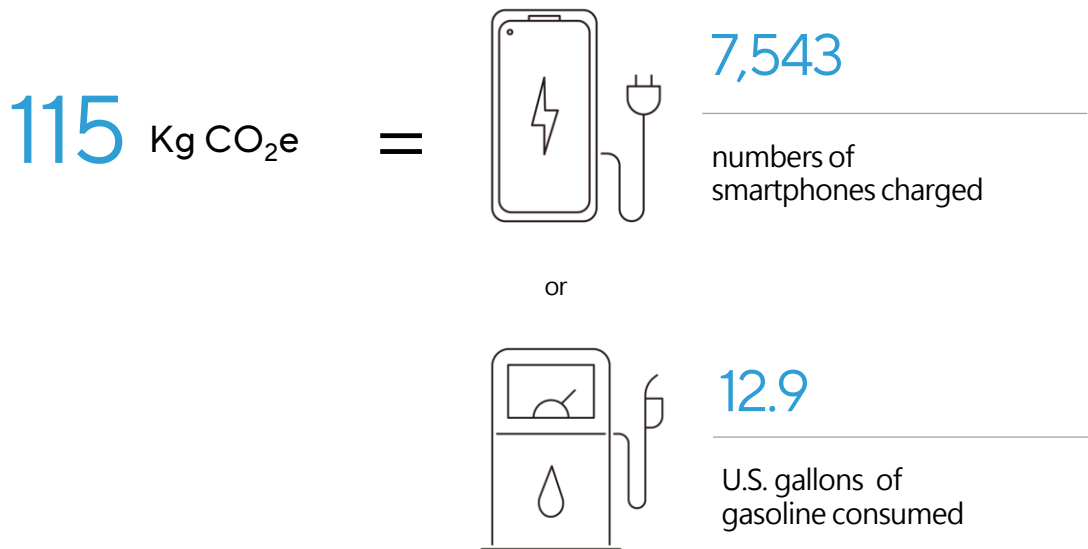 115 Kg CO₂e
=
7,543
numbers of
smartphones charged
or
12.9
U.S. gallons of
gasoline consumed